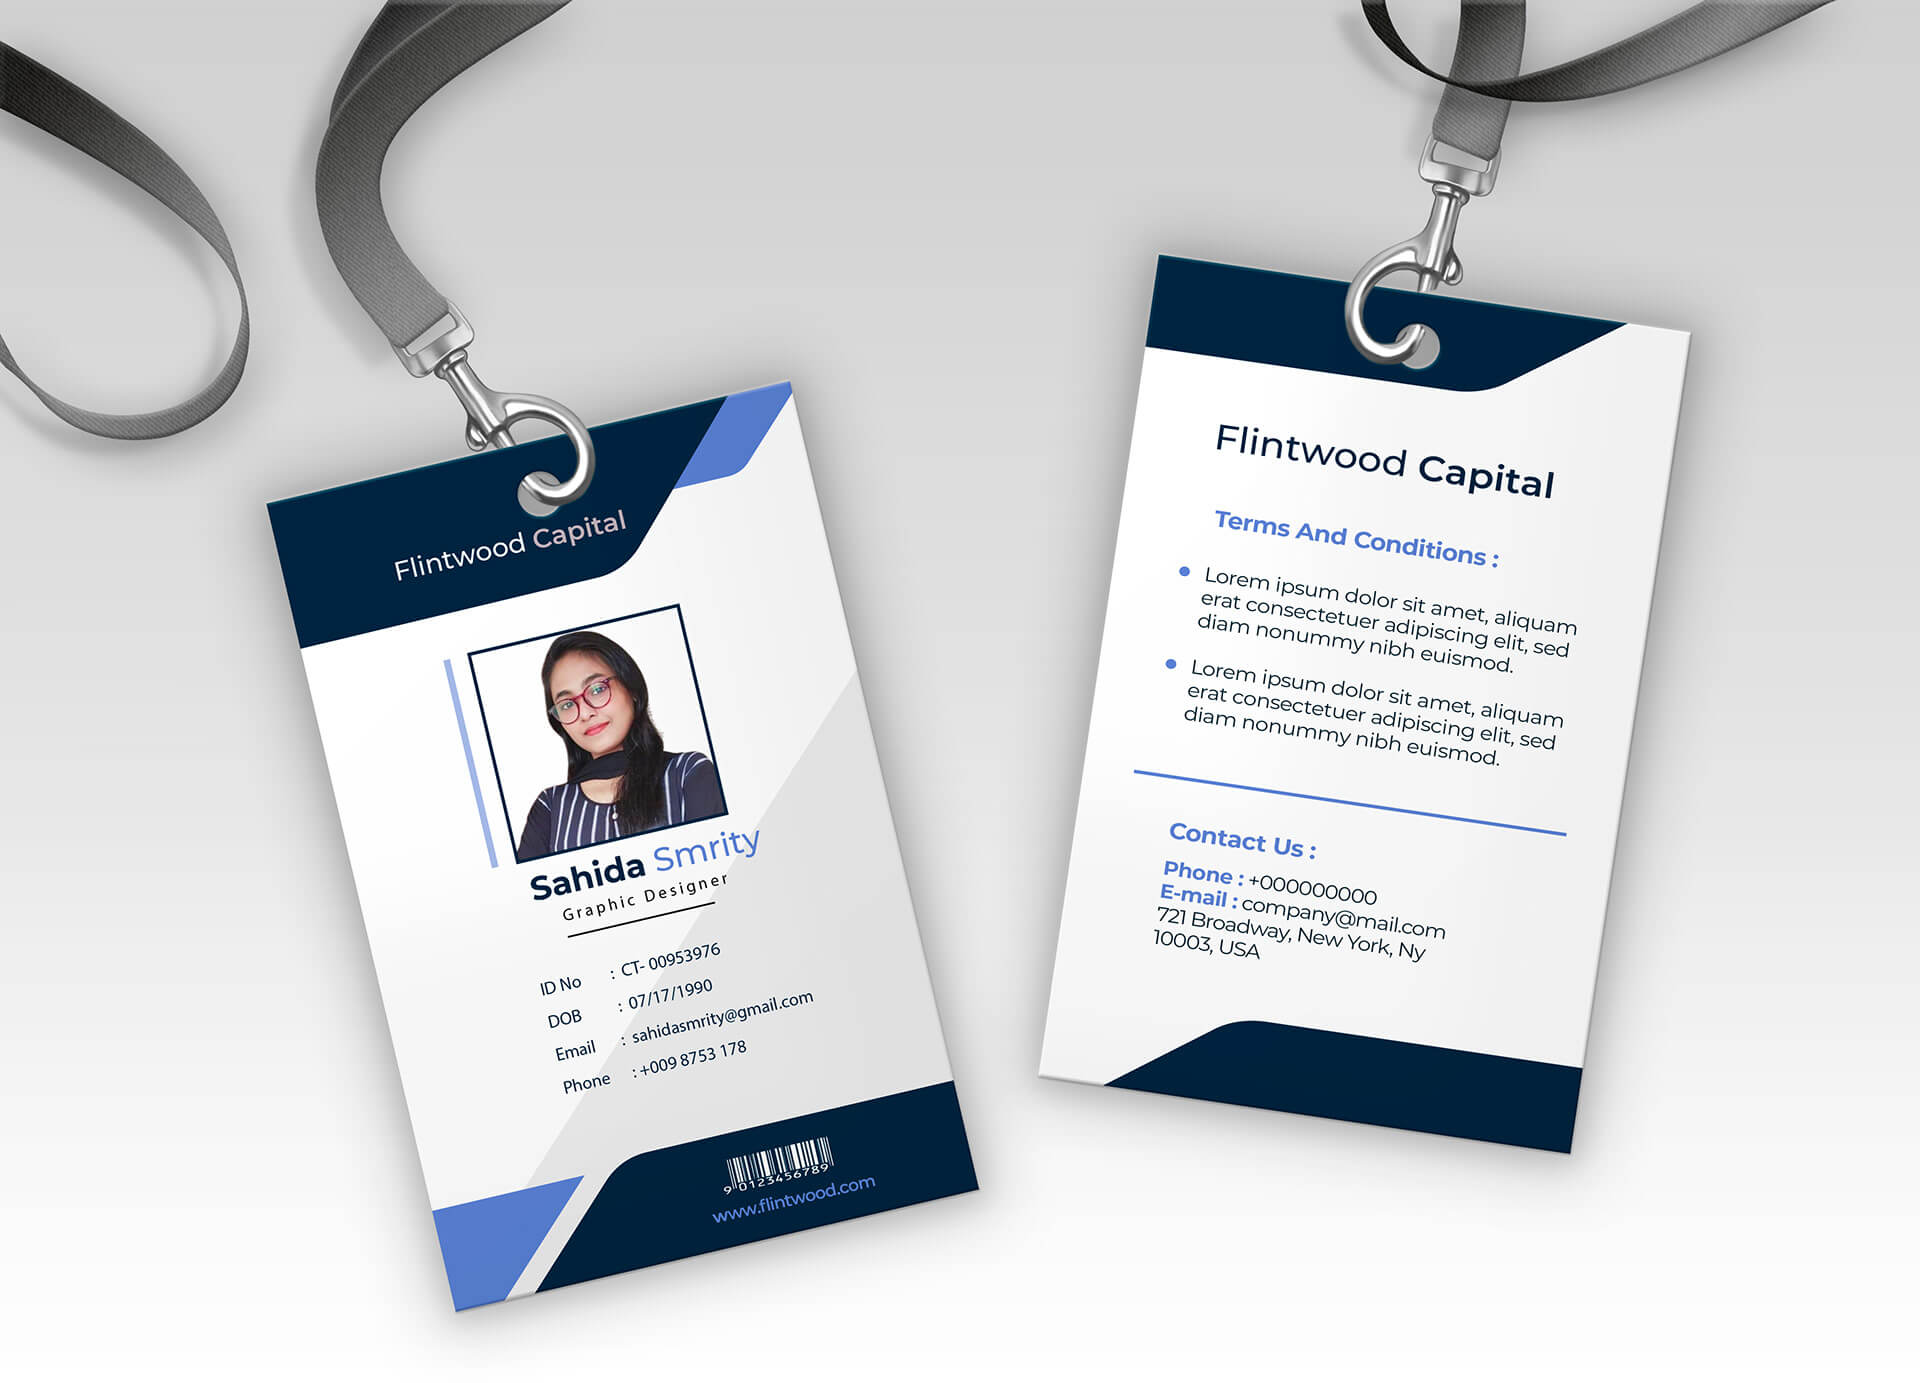 Flintwood Capital
Sahida Smrity
Graphic Designer
ID No : CT- 00953976
DOB : 07/17/1990
Email : sahidasmrity@gmail.com
Phone : +009 8753 178
9 0123456789
www.flintwood.com
Flintwood Capital
Terms And Conditions :
Lorem ipsum dolor sit amet, aliquam
erat consectetuer adipiscing elit, sed
diam nonummy nibh euismod.
Lorem ipsum dolor sit amet, aliquam
erat consectetuer adipiscing elit, sed
diam nonummy nibh euismod.
Contact Us :
Phone : +000000000
E-mail : company@mail.com
721 Broadway, New York, Ny
10003, USA